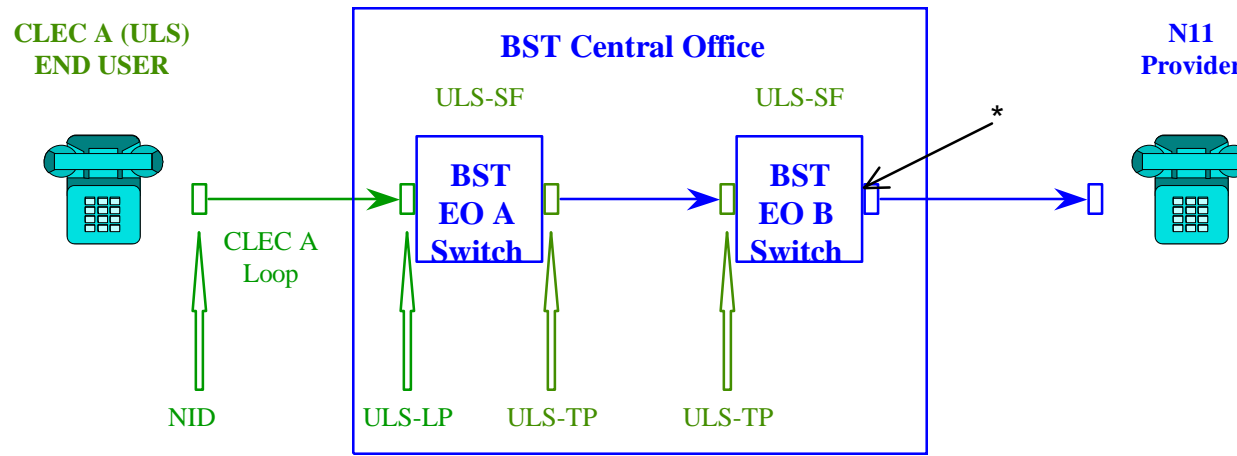 CLEC A (ULS)
END USER
BST Central Office
N11
Provider
ULS-SF
ULS-SF
*
BST
EO A
Switch
BST
EO B
Switch
CLEC A
Loop
NID
ULS-LP
ULS-TP
ULS-TP